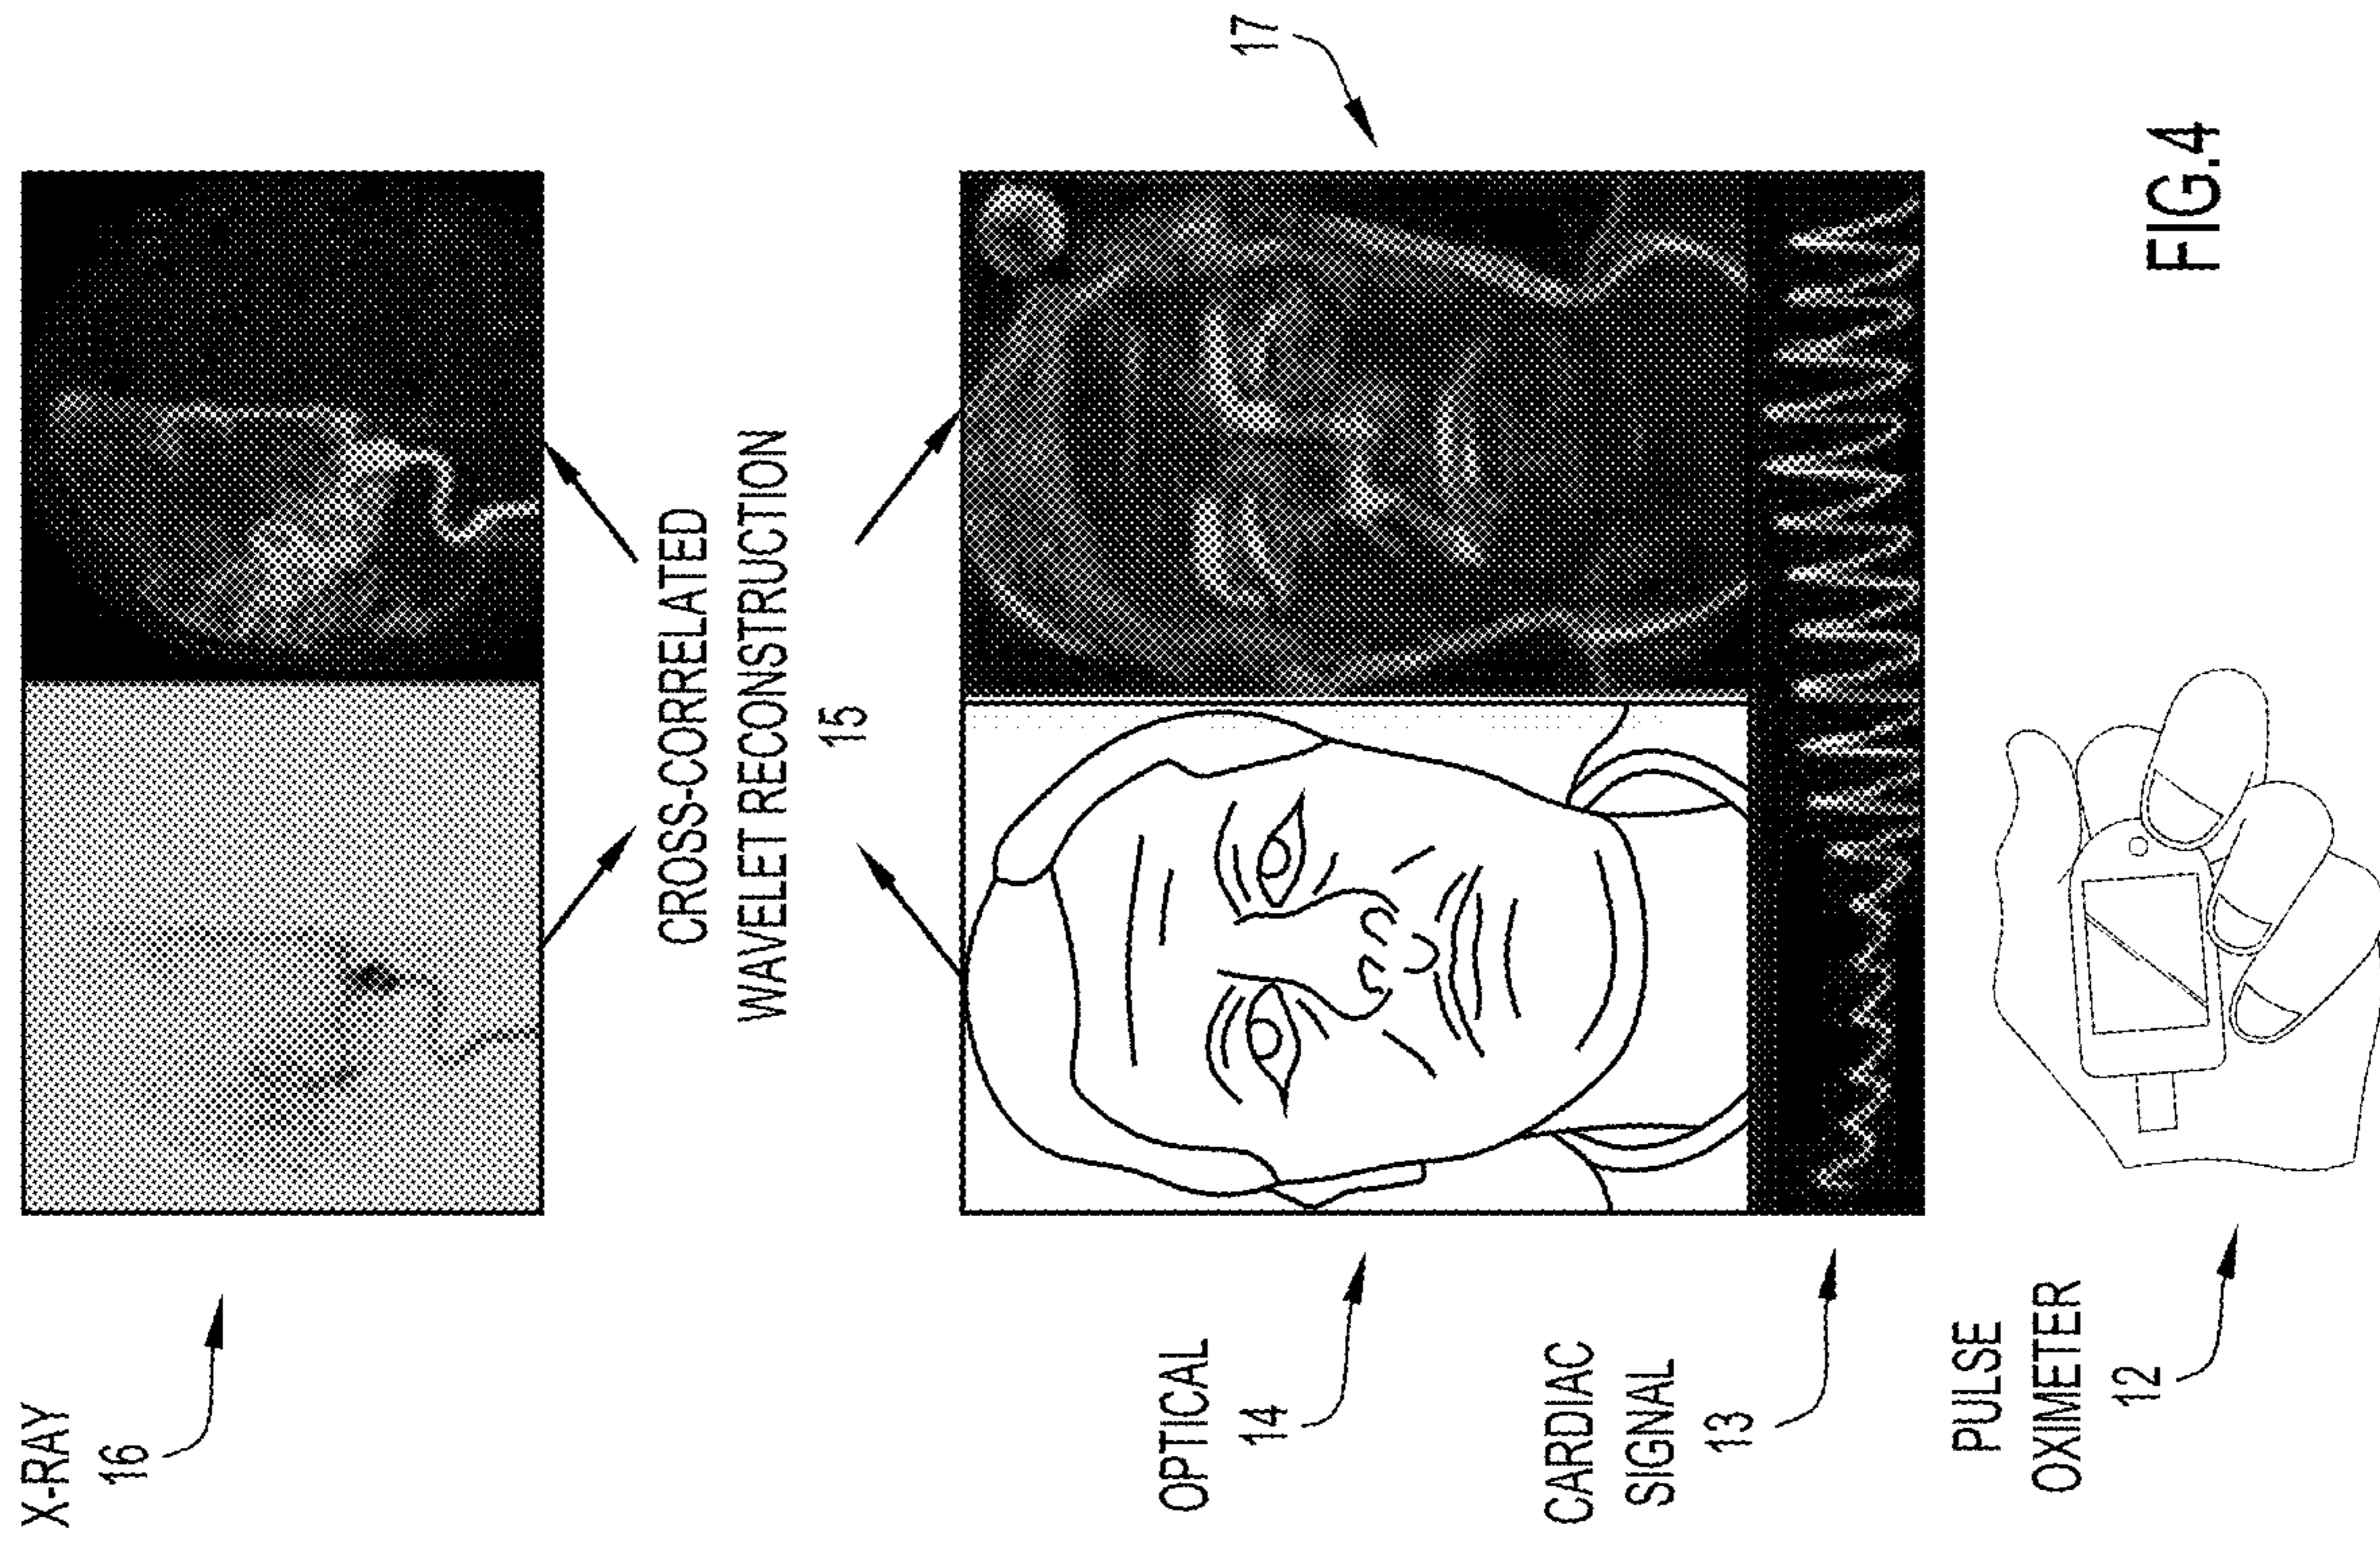 X-RAY
16
CROSS-CORRELATED
WAVELET RECONSTRUCTION
15
17
OPTICAL
14
CARDIAC
SIGNAL
13
PULSE
OXIMETER
12
FIG.4